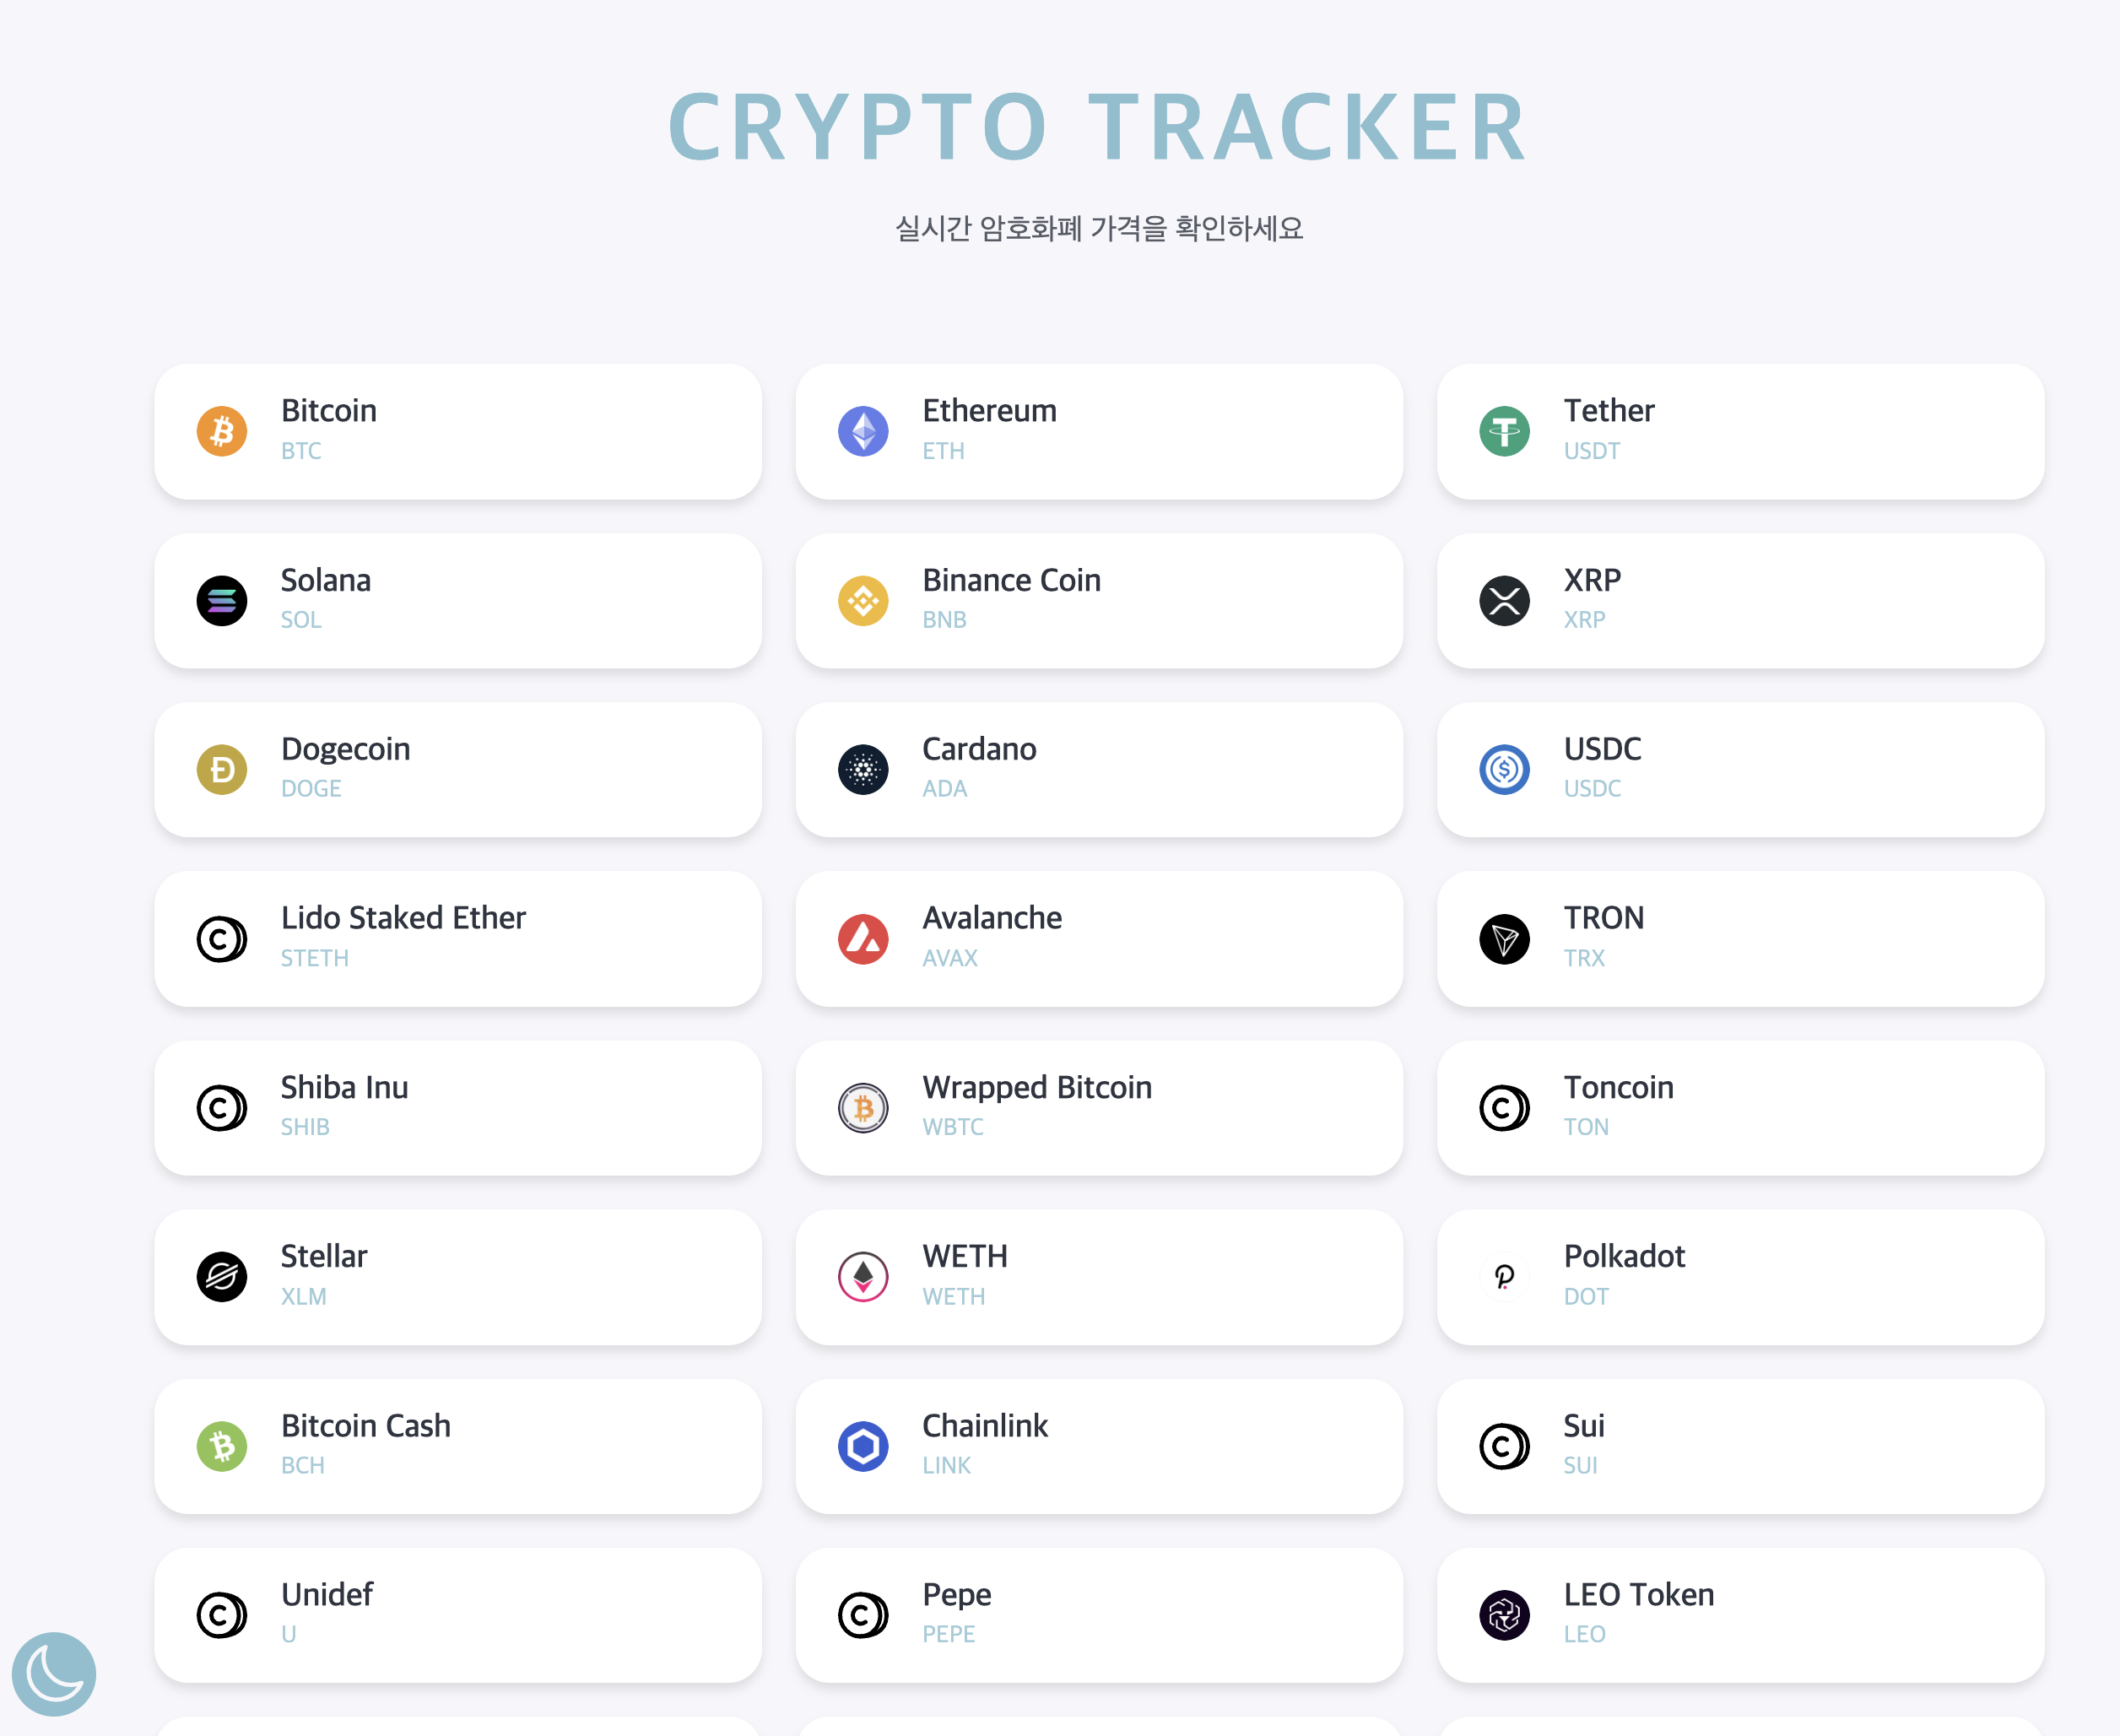 CRYPTO TRACKER
실시간 암호화폐 가격을 확인하세요
Bitcoin
BTC
Ethereum
ETH
Tether
USDT
Solana
SOL
Binance Coin
BNB
XRP
XRP
Dogecoin
DOGE
Cardano
ADA
USDC
USDC
Lido Staked Ether
STETH
Avalanche
AVAX
TRON
TRX
Shiba Inu
SHIB
Wrapped Bitcoin
WBTC
Toncoin
TON
Stellar
XLM
WETH
WETH
Polkadot
DOT
Bitcoin Cash
BCH
Chainlink
LINK
Sui
SUI
Unidef
U
Pepe
PEPE
LEO Token
LEO